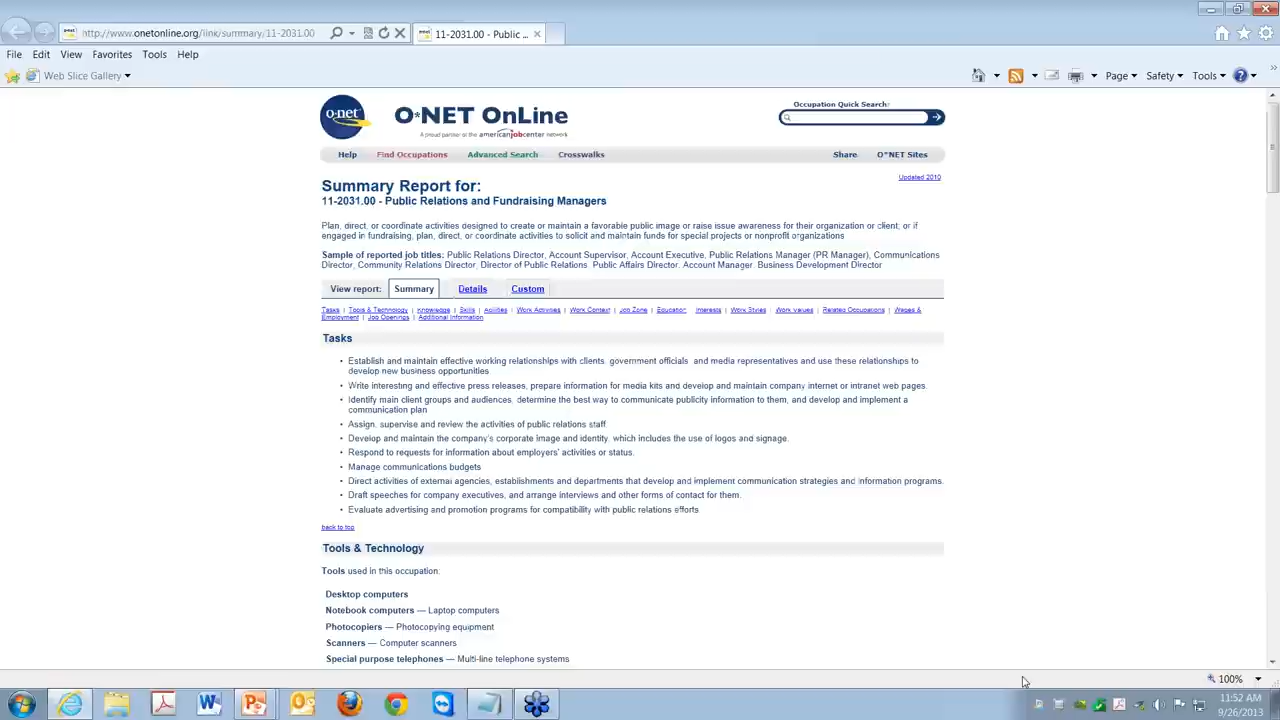 http://www.onetonline.org/link/summary/11-2031.00
11-2031.00 - Public ...
File Edit View Favorites Tools Help
Web Slice Gallery
Page Safety Tools
o·net
O*NET OnLine
A proud partner of the americanjobcenter network
Occupation Quick Search:
Help Find Occupations Advanced Search Crosswalks Share O*NET Sites
Updated 2010
Summary Report for:
11-2031.00 - Public Relations and Fundraising Managers
Plan, direct, or coordinate activities designed to create or maintain a favorable public image or raise issue awareness for their organization or client; or if
engaged in fundraising, plan, direct, or coordinate activities to solicit and maintain funds for special projects or nonprofit organizations
Sample of reported job titles: Public Relations Director, Account Supervisor, Account Executive, Public Relations Manager (PR Manager), Communications
Director, Community Relations Director, Director of Public Relations, Public Affairs Director, Account Manager, Business Development Director
View report: Summary Details Custom
Tasks | Tools & Technology | Knowledge | Skills | Abilities | Work Activities | Work Context | Job Zone | Education | Interests | Work Styles | Work Values | Related Occupations | Wages &
Employment | Job Openings | Additional Information
Tasks
• Establish and maintain effective working relationships with clients, government officials, and media representatives and use these relationships to
develop new business opportunities.
• Write interesting and effective press releases, prepare information for media kits and develop and maintain company internet or intranet web pages.
• Identify main client groups and audiences, determine the best way to communicate publicity information to them, and develop and implement a
communication plan
• Assign, supervise and review the activities of public relations staff
• Develop and maintain the company's corporate image and identity, which includes the use of logos and signage.
• Respond to requests for information about employers' activities or status.
• Manage communications budgets
• Direct activities of external agencies, establishments and departments that develop and implement communication strategies and information programs.
• Draft speeches for company executives, and arrange interviews and other forms of contact for them.
• Evaluate advertising and promotion programs for compatibility with public relations efforts
back to top
Tools & Technology
Tools used in this occupation:
Desktop computers
Notebook computers — Laptop computers
Photocopiers — Photocopying equipment
Scanners — Computer scanners
Special purpose telephones — Multi-line telephone systems
100%
11:52 AM
9/26/2013